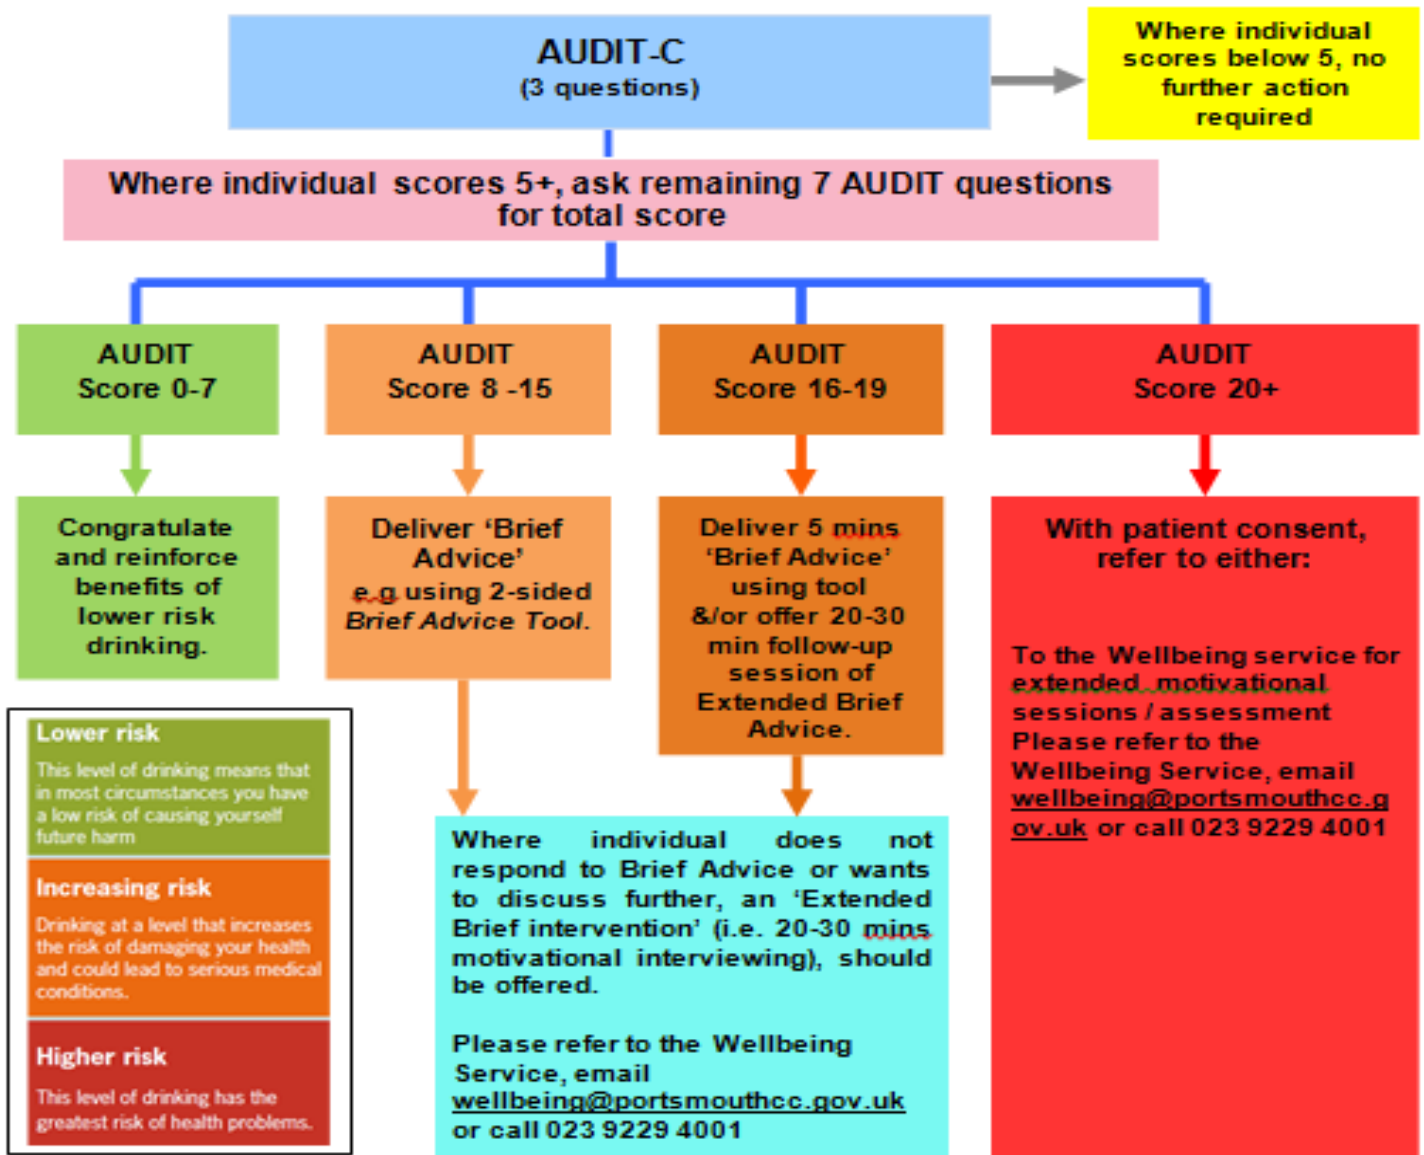 AUDIT-C
(3 questions)
Where individual
scores below 5, no
further action
required
Where individual scores 5+, ask remaining 7 AUDIT questions
for total score
AUDIT
Score 0-7
AUDIT
Score 8 -15
AUDIT
Score 16-19
AUDIT
Score 20+
Congratulate
and reinforce
benefits of
lower risk
drinking.
Deliver ‘Brief
Advice’
e.g using 2-sided
Brief Advice Tool.
Deliver 5 mins
‘Brief Advice’
using tool
&/or offer 20-30
min follow-up
session of
Extended Brief
Advice.
With patient consent,
refer to either:
To the Wellbeing service for
extended motivational
sessions / assessment
Please refer to the
Wellbeing Service, email
wellbeing@portsmouthcc.g
ov.uk or call 023 9229 4001
Lower risk
This level of drinking means that
in most circumstances you have
a low risk of causing yourself
future harm
Increasing risk
Drinking at a level that increases
the risk of damaging your health
and could lead to serious medical
conditions.
Higher risk
This level of drinking has the
greatest risk of health problems.
Where individual does not
respond to Brief Advice or wants
to discuss further, an ‘Extended
Brief intervention’ (i.e. 20-30 mins
motivational interviewing), should
be offered.
Please refer to the Wellbeing
Service, email
wellbeing@portsmouthcc.gov.uk
or call 023 9229 4001